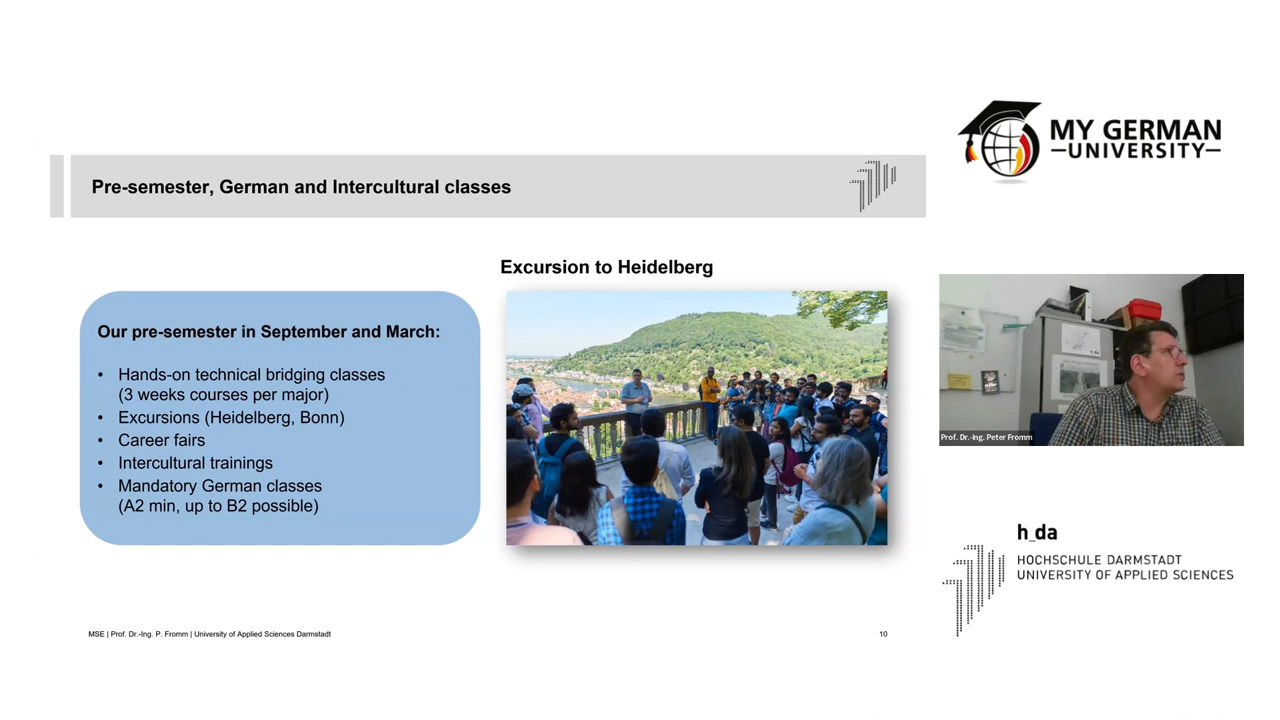 Pre-semester, German and Intercultural classes
Excursion to Heidelberg
Our pre-semester in September and March:
• Hands-on technical bridging classes
(3 weeks courses per major)
• Excursions (Heidelberg, Bonn)
• Career fairs
• Intercultural trainings
• Mandatory German classes
(A2 min, up to B2 possible)
MSE | Prof. Dr.-Ing. P. Fromm | University of Applied Sciences Darmstadt
10
MY GERMAN
UNIVERSITY
Prof. Dr.-Ing. Peter Fromm
h_da
HOCHSCHULE DARMSTADT
UNIVERSITY OF APPLIED SCIENCES